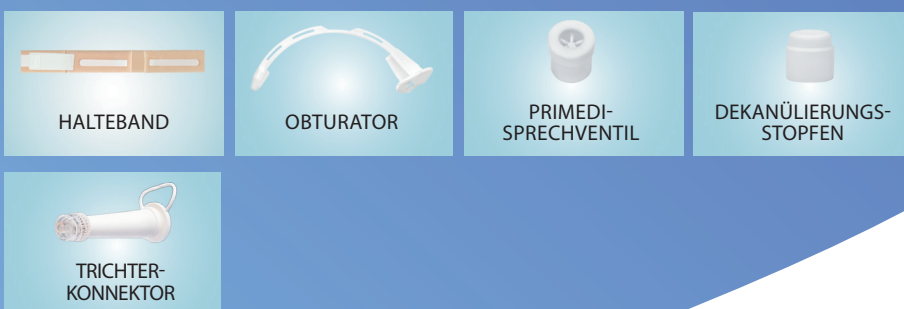 HALTEBAND
OBTURATOR
PRIMEDI-
SPRECHVENTIL
DEKANÜLIERUNGS-
STOPFEN
TRICHTER-
KONNEKTOR